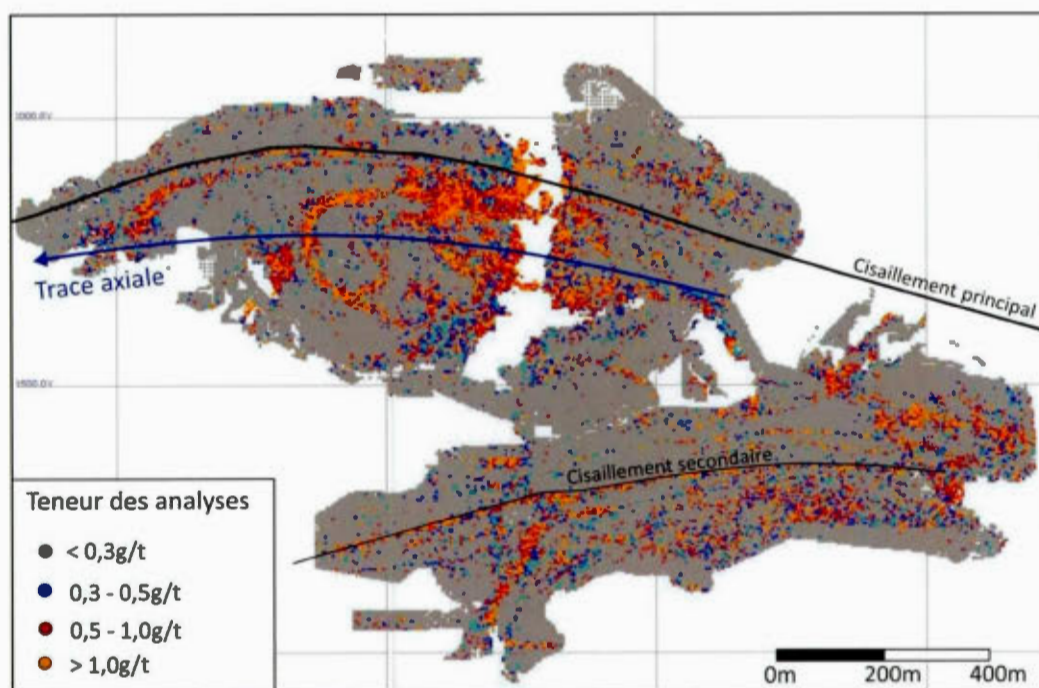 Cisaillement principal
Trace axiale
Cisaillement secondaire
Teneur des analyses
< 0,3g/t
0,3 - 0,5g/t
0,5 - 1,0g/t
> 1,0g/t
0m 200m 400m